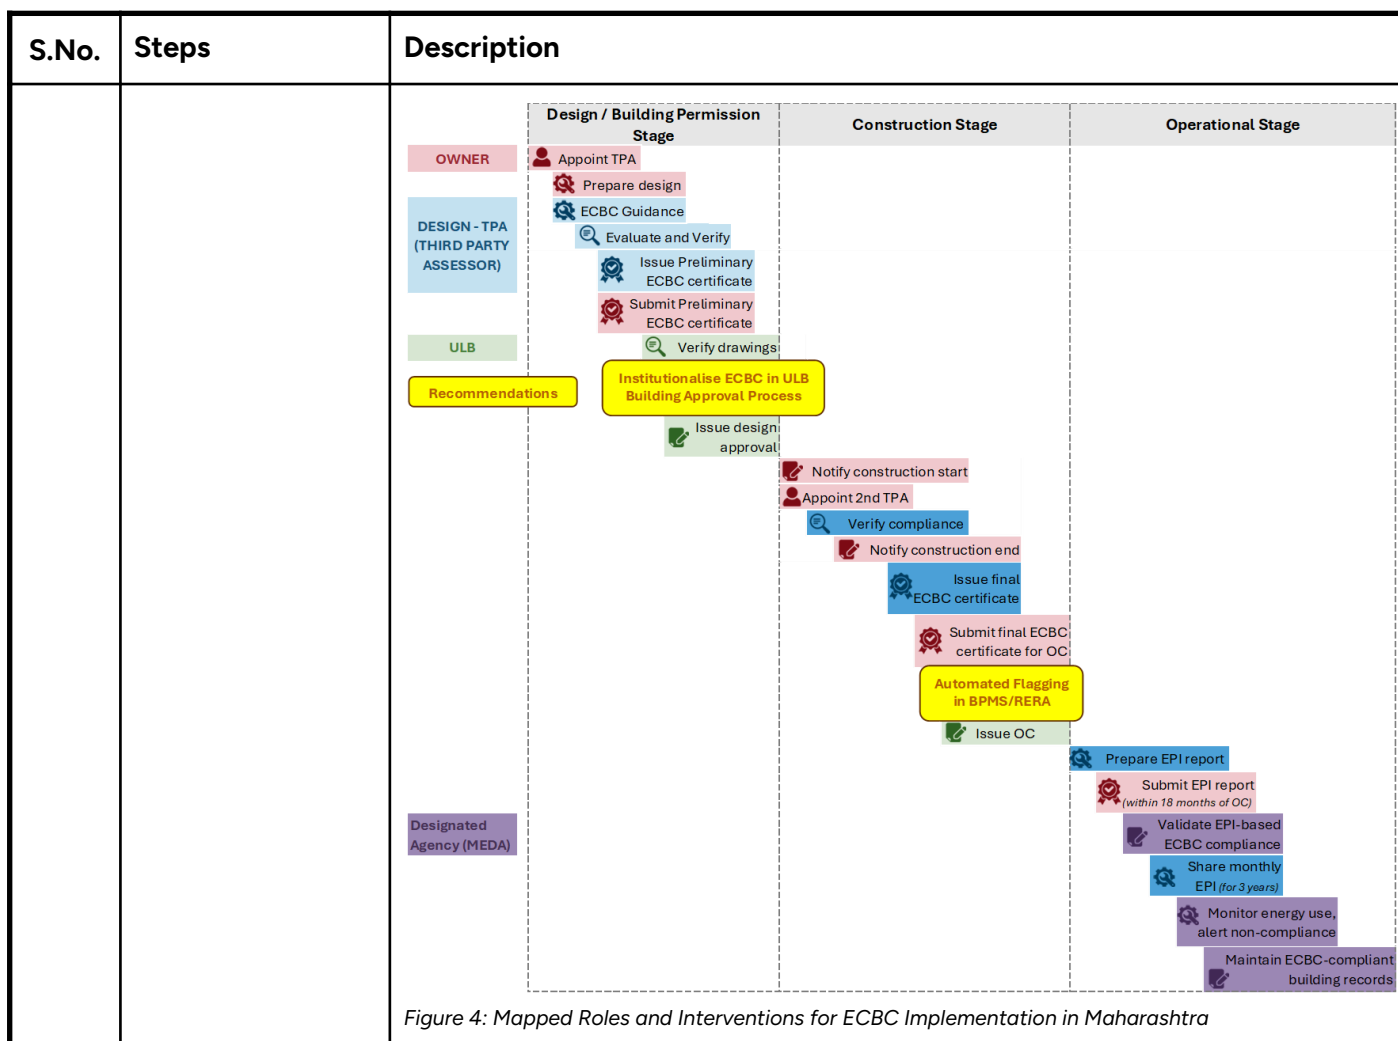 S.No.
Steps
Description
Design / Building Permission
Stage
Construction Stage
Operational Stage
OWNER
Appoint TPA
Prepare design
DESIGN - TPA
(THIRD PARTY
ASSESSOR)
ECBC Guidance
Evaluate and Verify
Issue Preliminary
ECBC certificate
Submit Preliminary
ECBC certificate
ULB
Verify drawings
Recommendations
Institutionalise ECBC in ULB
Building Approval Process
Issue design
approval
Notify construction start
Appoint 2nd TPA
Verify compliance
Notify construction end
Issue final
ECBC certificate
Submit final ECBC
certificate for OC
Automated Flagging
in BPMS/RERA
Issue OC
Prepare EPI report
Submit EPI report
(within 18 months of OC)
Designated
Agency (MEDA)
Validate EPI-based
ECBC compliance
Share monthly
EPI (for 3 years)
Monitor energy use,
alert non-compliance
Maintain ECBC-compliant
building records
Figure 4: Mapped Roles and Interventions for ECBC Implementation in Maharashtra